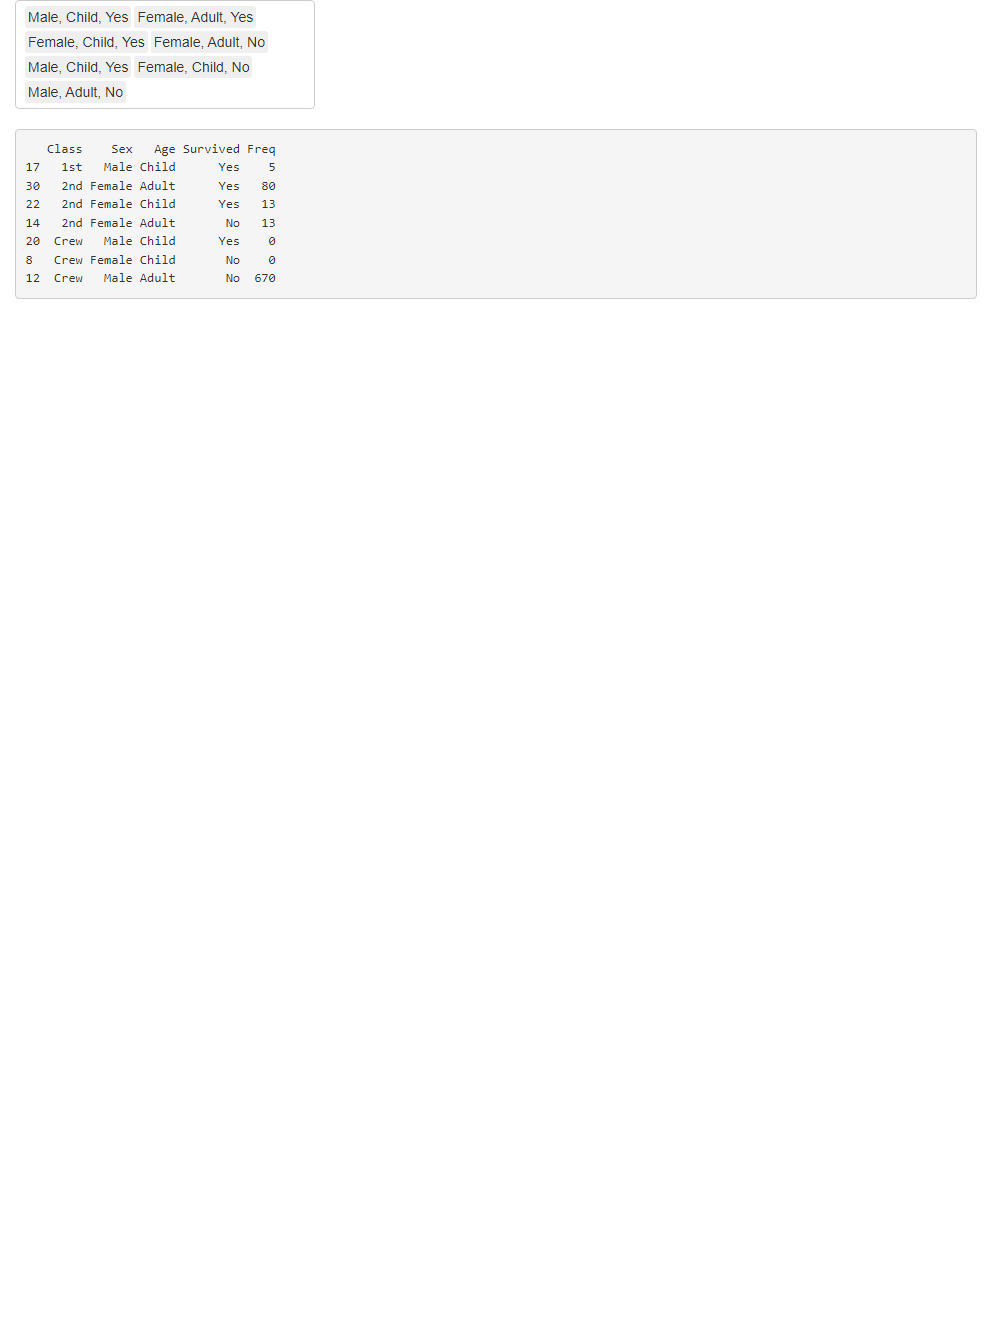 Male, Child, Yes Female, Adult, Yes
Female, Child, Yes Female, Adult, No
Male, Child, Yes Female, Child, No
Male, Adult, No
   Class    Sex   Age Survived Freq
17   1st   Male Child      Yes    5
30   2nd Female Adult      Yes   80
22   2nd Female Child      Yes   13
14   2nd Female Adult       No   13
20  Crew   Male Child      Yes    0
8   Crew Female Child       No    0
12  Crew   Male Adult       No  670